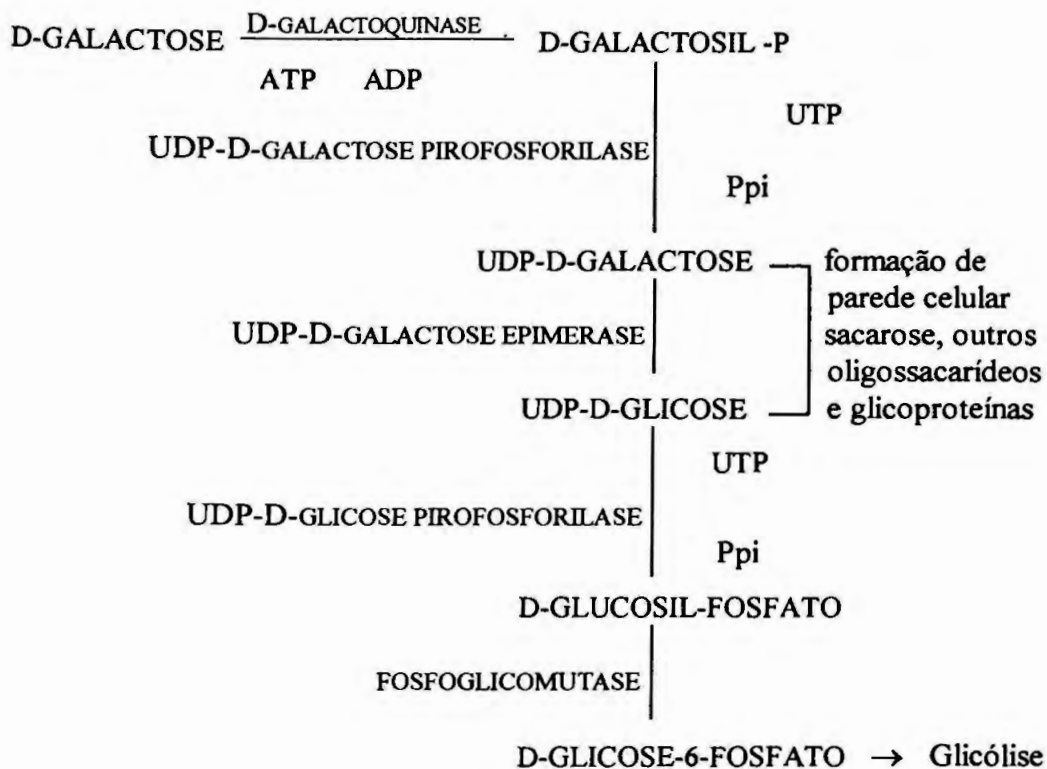 D-GALACTOSE D-GALACTOQUINASE D-GALACTOSIL -P
ATP ADP
UTP
UDP-D-GALACTOSE PIROFOSFORILASE
Ppi
UDP-D-GALACTOSE
formação de
parede celular
sacarose, outros
oligossacarídeos
e glicoproteínas
UDP-D-GALACTOSE EPIMERASE
UDP-D-GLICOSE
UTP
UDP-D-GLICOSE PIROFOSFORILASE
Ppi
D-GLUCOSIL-FOSFATO
FOSFOGLICOMUTASE
D-GLICOSE-6-FOSFATO → Glicólise